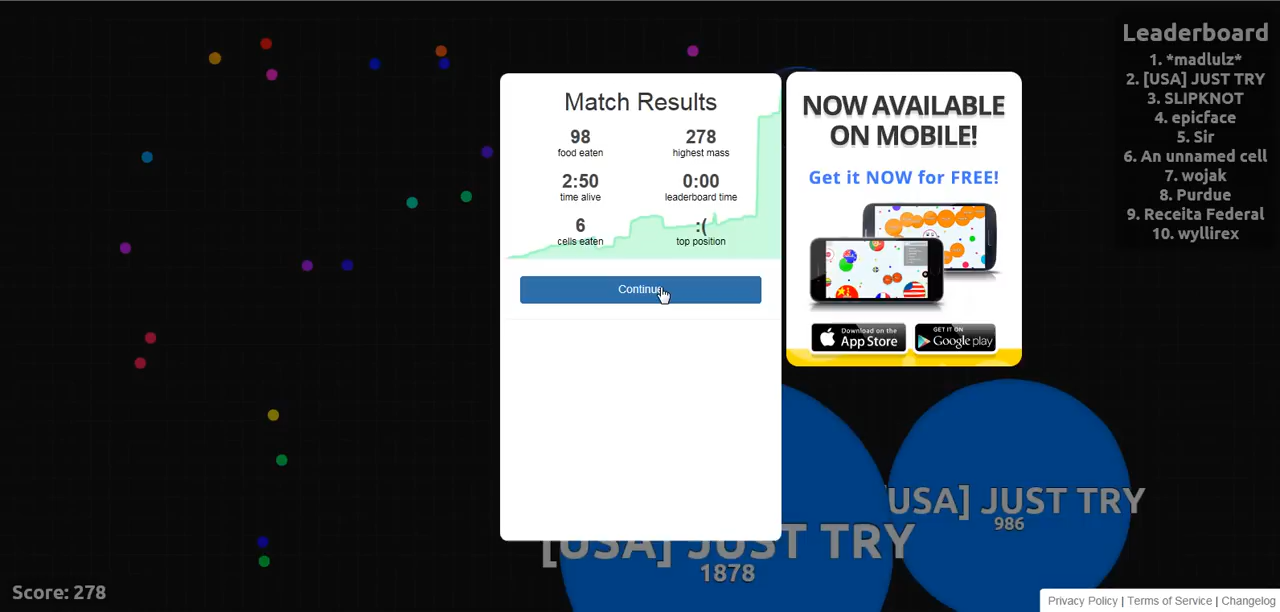 Match Results
98
food eaten
278
highest mass
2:50
time alive
0:00
leaderboard time
6
cells eaten
:(
top position
Continue
NOW AVAILABLE
ON MOBILE!
Get it NOW for FREE!
Download on the
App Store
GET IT ON
Google play
Leaderboard
1. *madlulz*
2. [USA] JUST TRY
3. SLIPKNOT
4. epicface
5. Sir
6. An unnamed cell
7. wojak
8. Purdue
9. Receita Federal
10. wyllirex
USA] JUST TRY
986
[USA] JUST TRY
1878
Score: 278
Privacy Policy | Terms of Service | Changelog